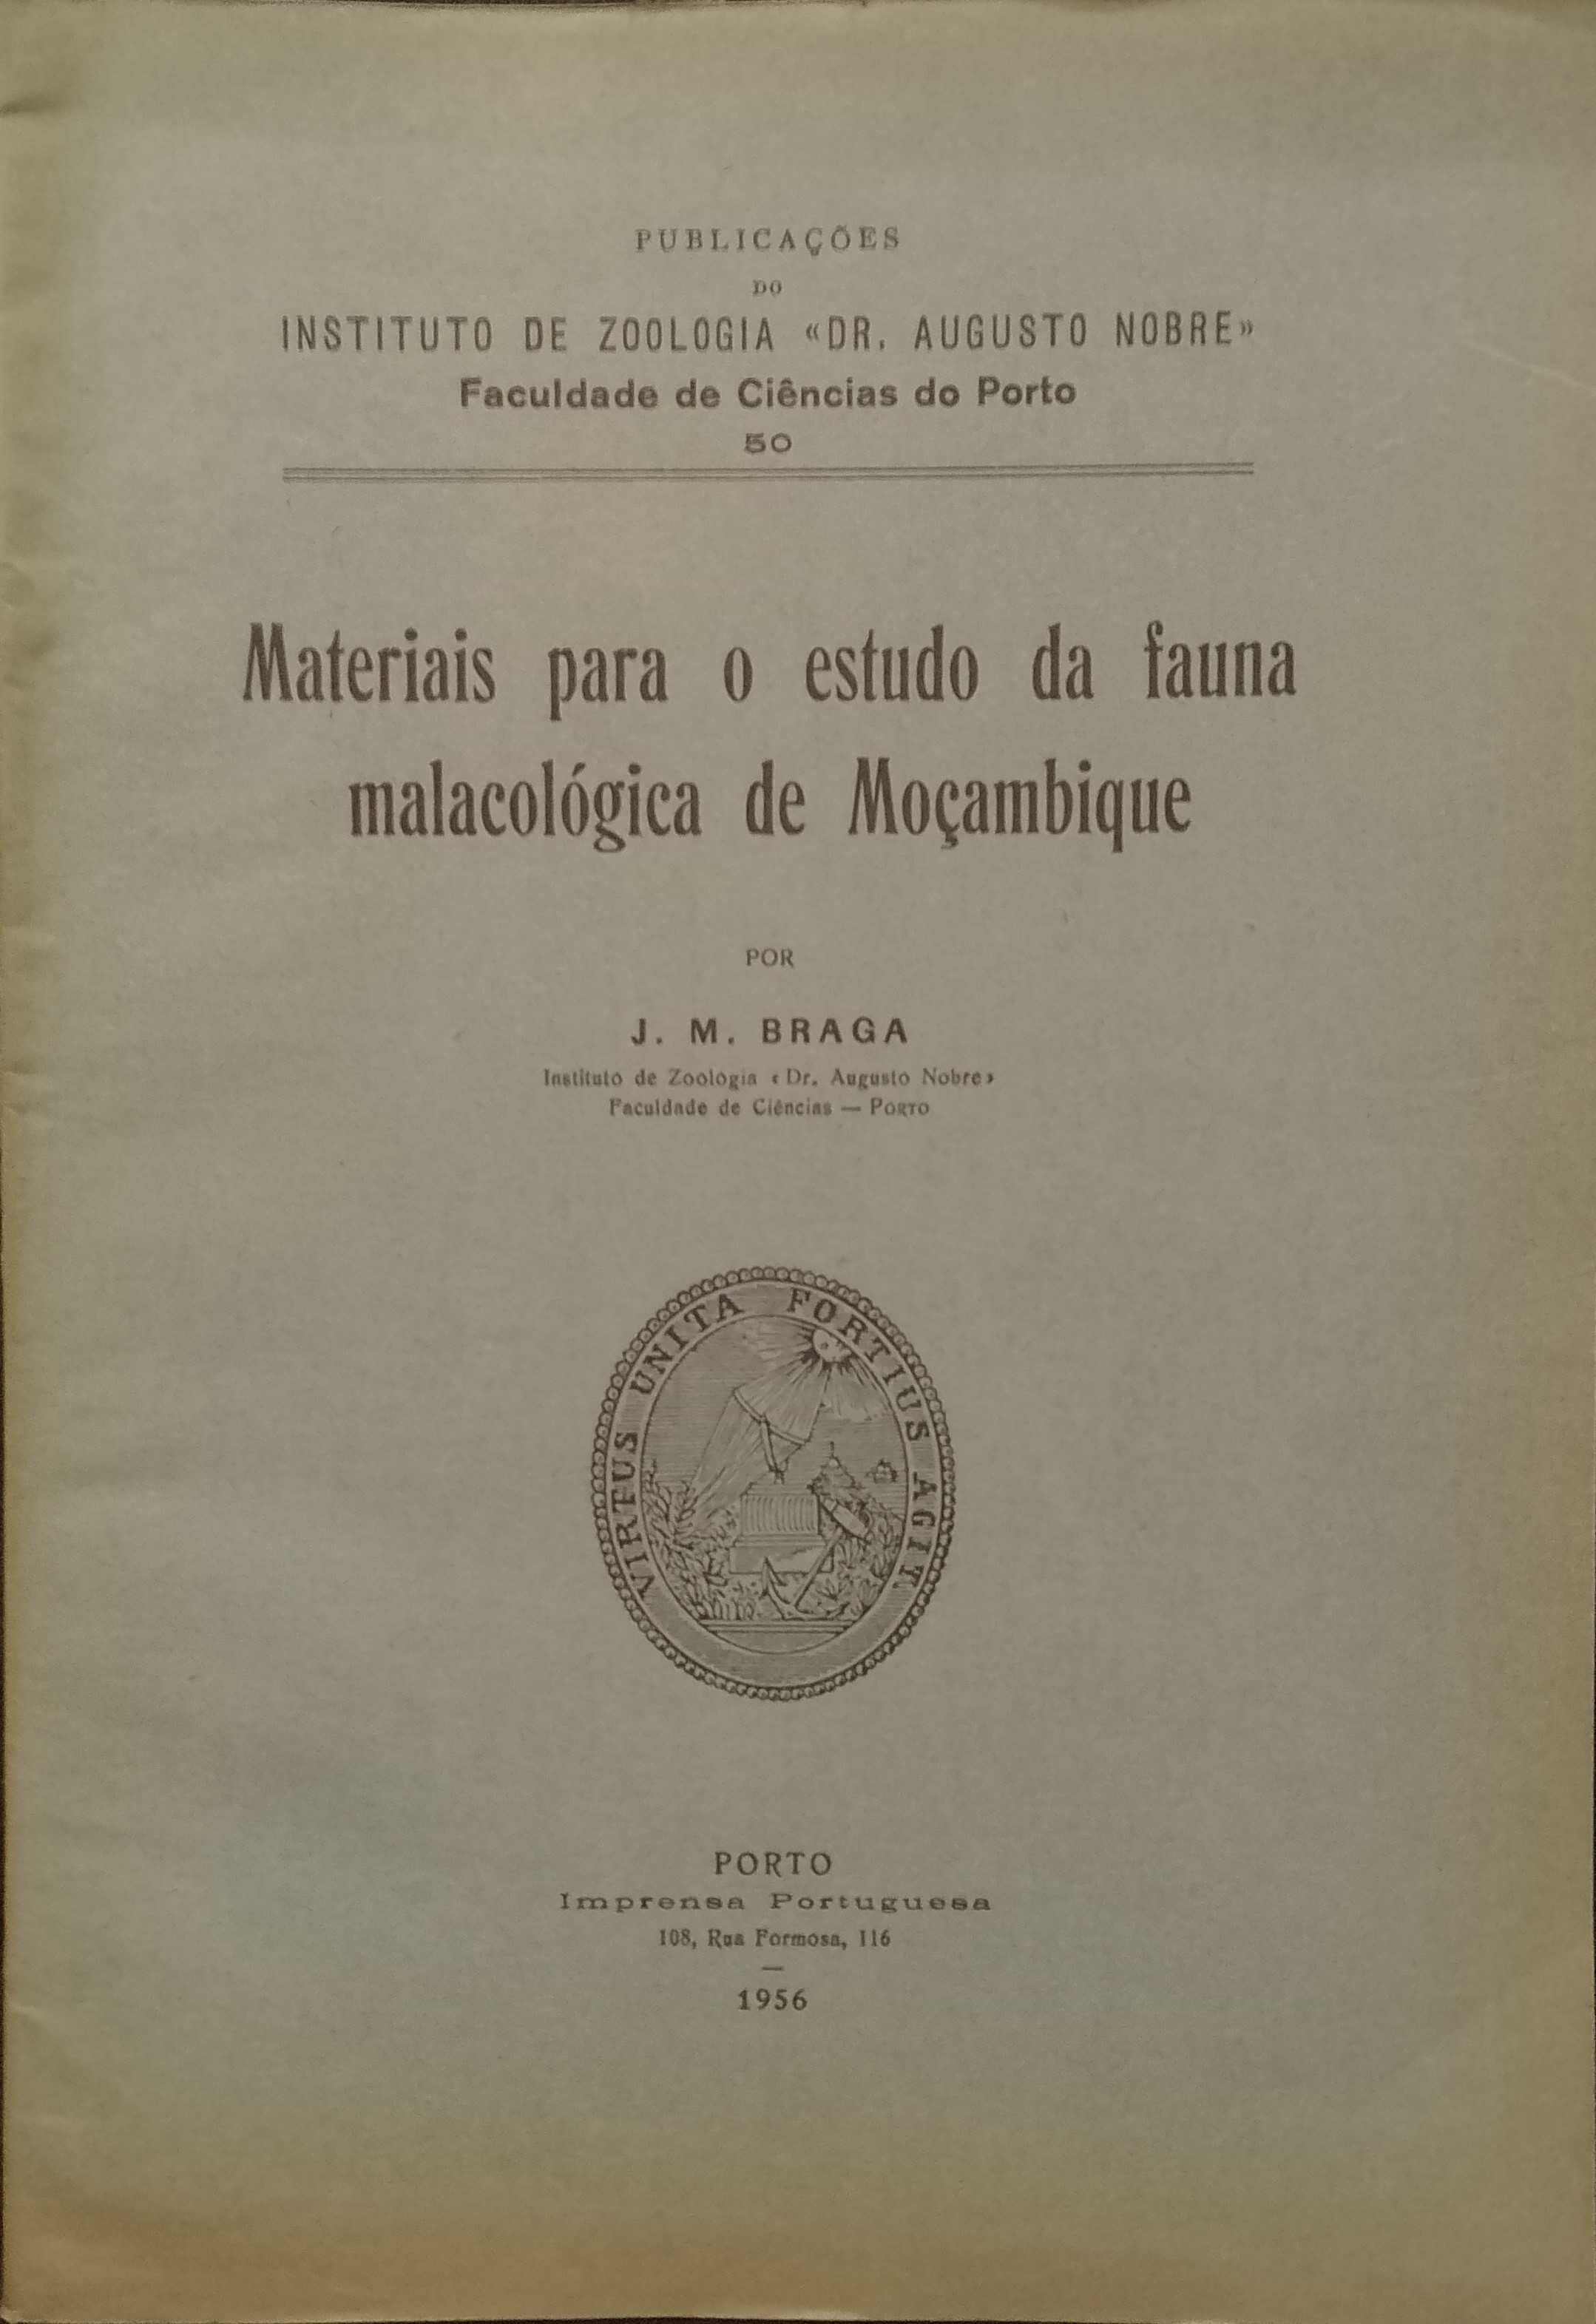 PUBLICAÇÕES
DO
INSTITUTO DE ZOOLOGIA «DR. AUGUSTO NOBRE»
Faculdade de Ciências do Porto
50
Materiais para o estudo da fauna
malacológica de Moçambique
POR
J. M. BRAGA
Instituto de Zoologia «Dr. Augusto Nobre»
Faculdade de Ciências — PORTO
VIRTUS UNITA FORTIUS AGIT
PORTO
Imprensa Portuguesa
108, Rua Formosa, 116
—
1956